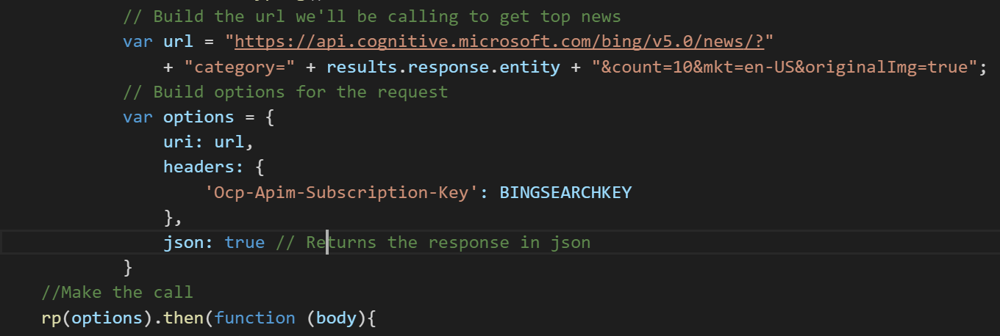 // Build the url we'll be calling to get top news
var url = "https://api.cognitive.microsoft.com/bing/v5.0/news/?"
+ "category=" + results.response.entity + "&count=10&mkt=en-US&originalImg=true";
// Build options for the request
var options = {
uri: url,
headers: {
'Ocp-Apim-Subscription-Key': BINGSEARCHKEY
},
json: true // Returns the response in json
}
//Make the call
rp(options).then(function (body){